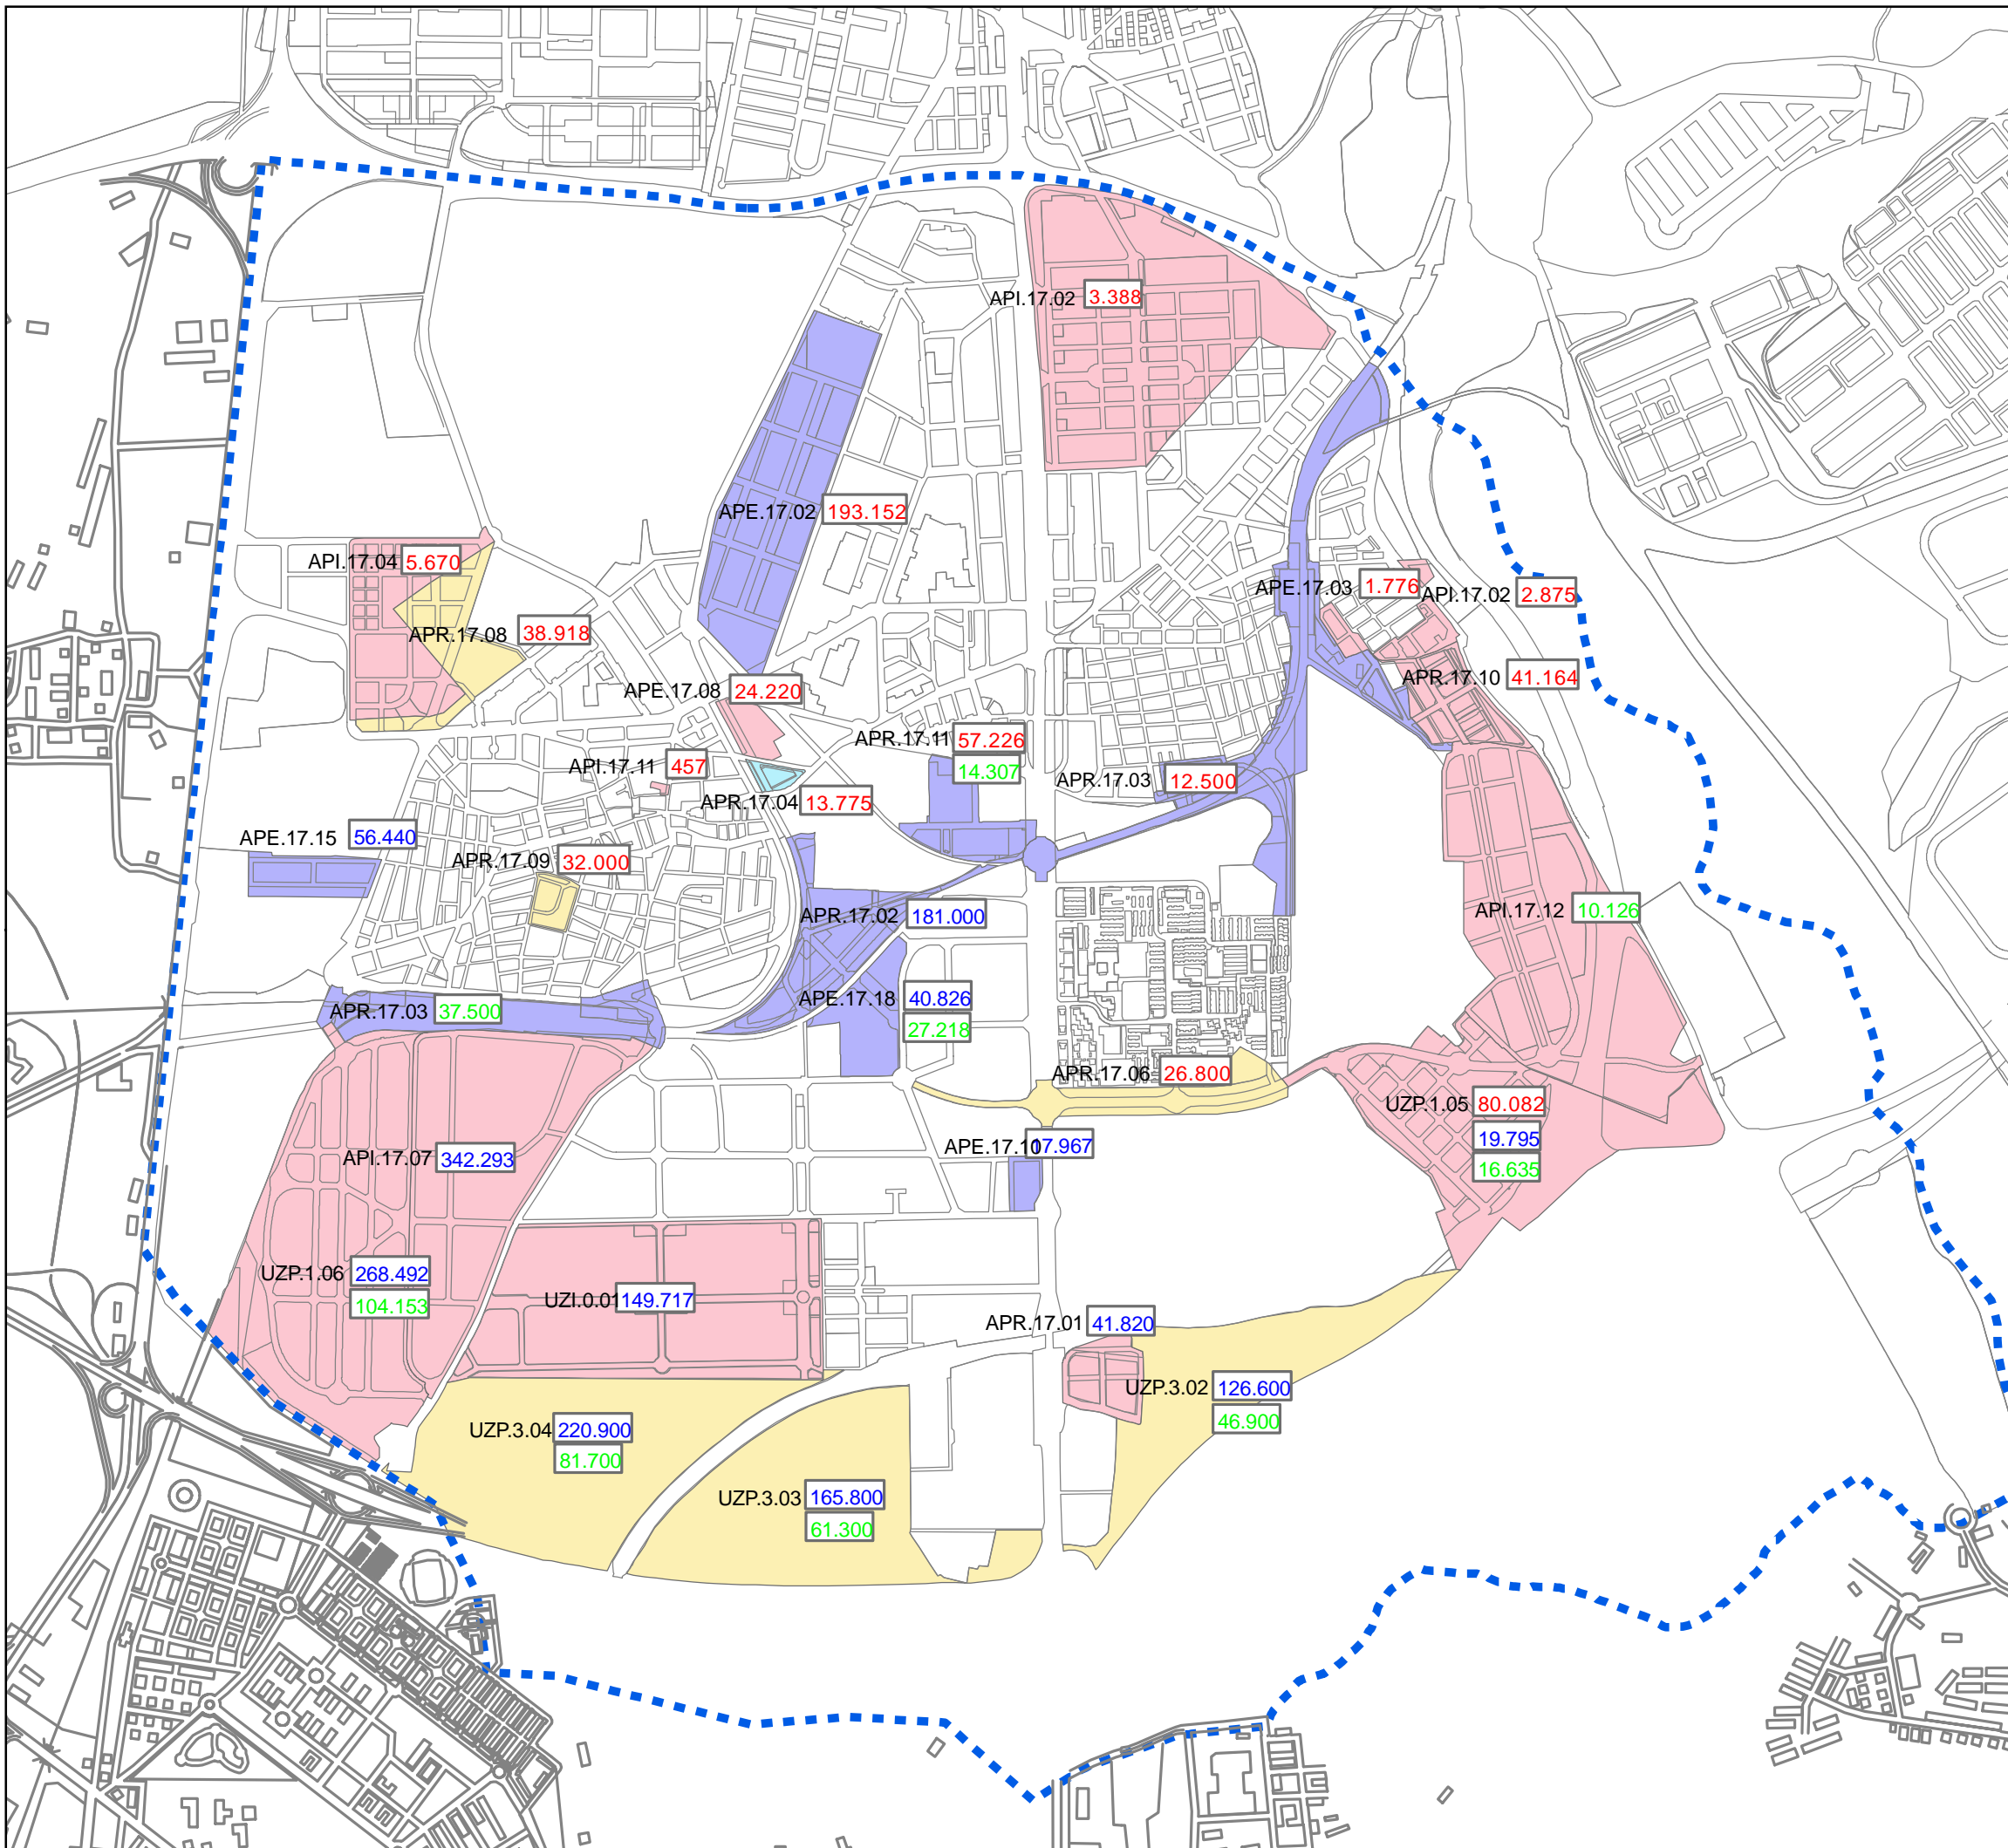 API.17.02 3.388
APE.17.02 193.152
API.17.04 5.670
APE.17.03 1.776
API.17.02 2.875
APR.17.08 38.918
APR.17.10 41.164
APE.17.08 24.220
APR.17.11 57.226
14.307
API.17.11 457
APR.17.03 12.500
APR.17.04 13.775
APE.17.15 56.440
APR.17.09 32.000
APR.17.02 181.000
API.17.12 10.126
APR.17.03 37.500
APE.17.18 40.826
27.218
APR.17.06 26.800
UZP.1.05 80.082
19.795
16.635
APE.17.10 17.967
API.17.07 342.293
UZP.1.06 268.492
104.153
UZI.0.01 149.717
APR.17.01 41.820
UZP.3.02 126.600
46.900
UZP.3.04 220.900
81.700
UZP.3.03 165.800
61.300